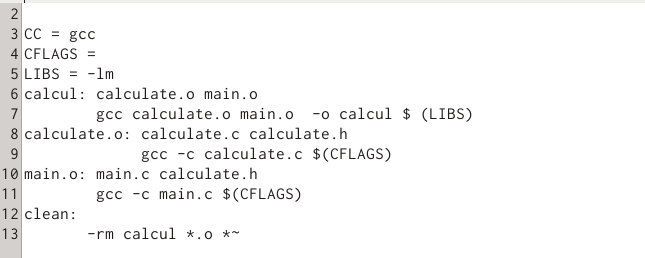 2
3 CC = gcc
4 CFLAGS =
5 LIBS = -lm
6 calcul: calculate.o main.o
7 gcc calculate.o main.o  -o calcul $ (LIBS)
8 calculate.o: calculate.c calculate.h
9 gcc -c calculate.c $(CFLAGS)
10 main.o: main.c calculate.h
11 gcc -c main.c $(CFLAGS)
12 clean:
13 -rm calcul *.o *~